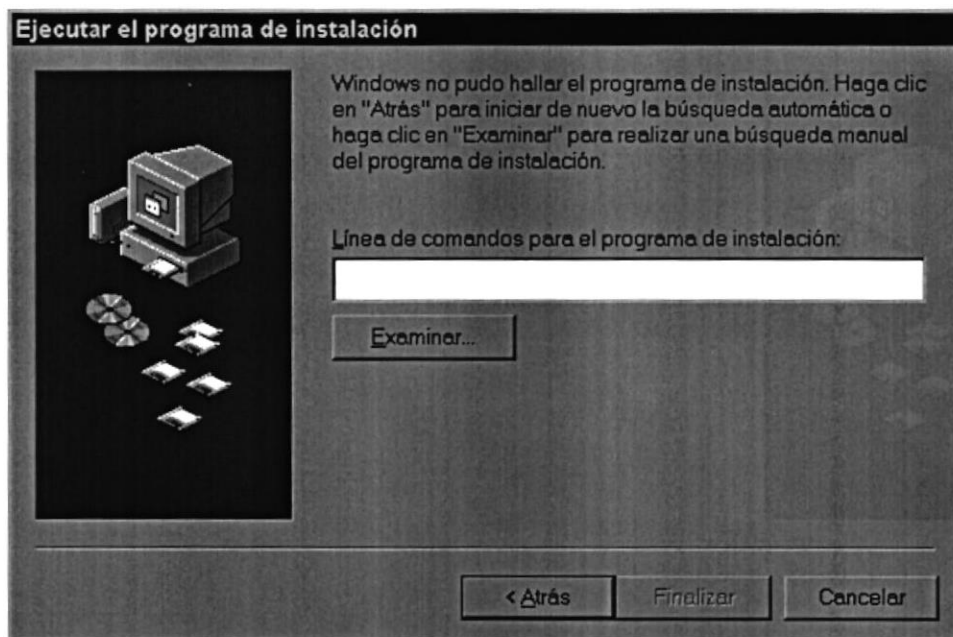 Ejecutar el programa de instalación
Windows no pudo hallar el programa de instalación. Haga clic
en "Atrás" para iniciar de nuevo la búsqueda automática o
haga clic en "Examinar" para realizar una búsqueda manual
del programa de instalación.
Línea de comandos para el programa de instalación:
Examinar...
< Atrás
Finalizar
Cancelar